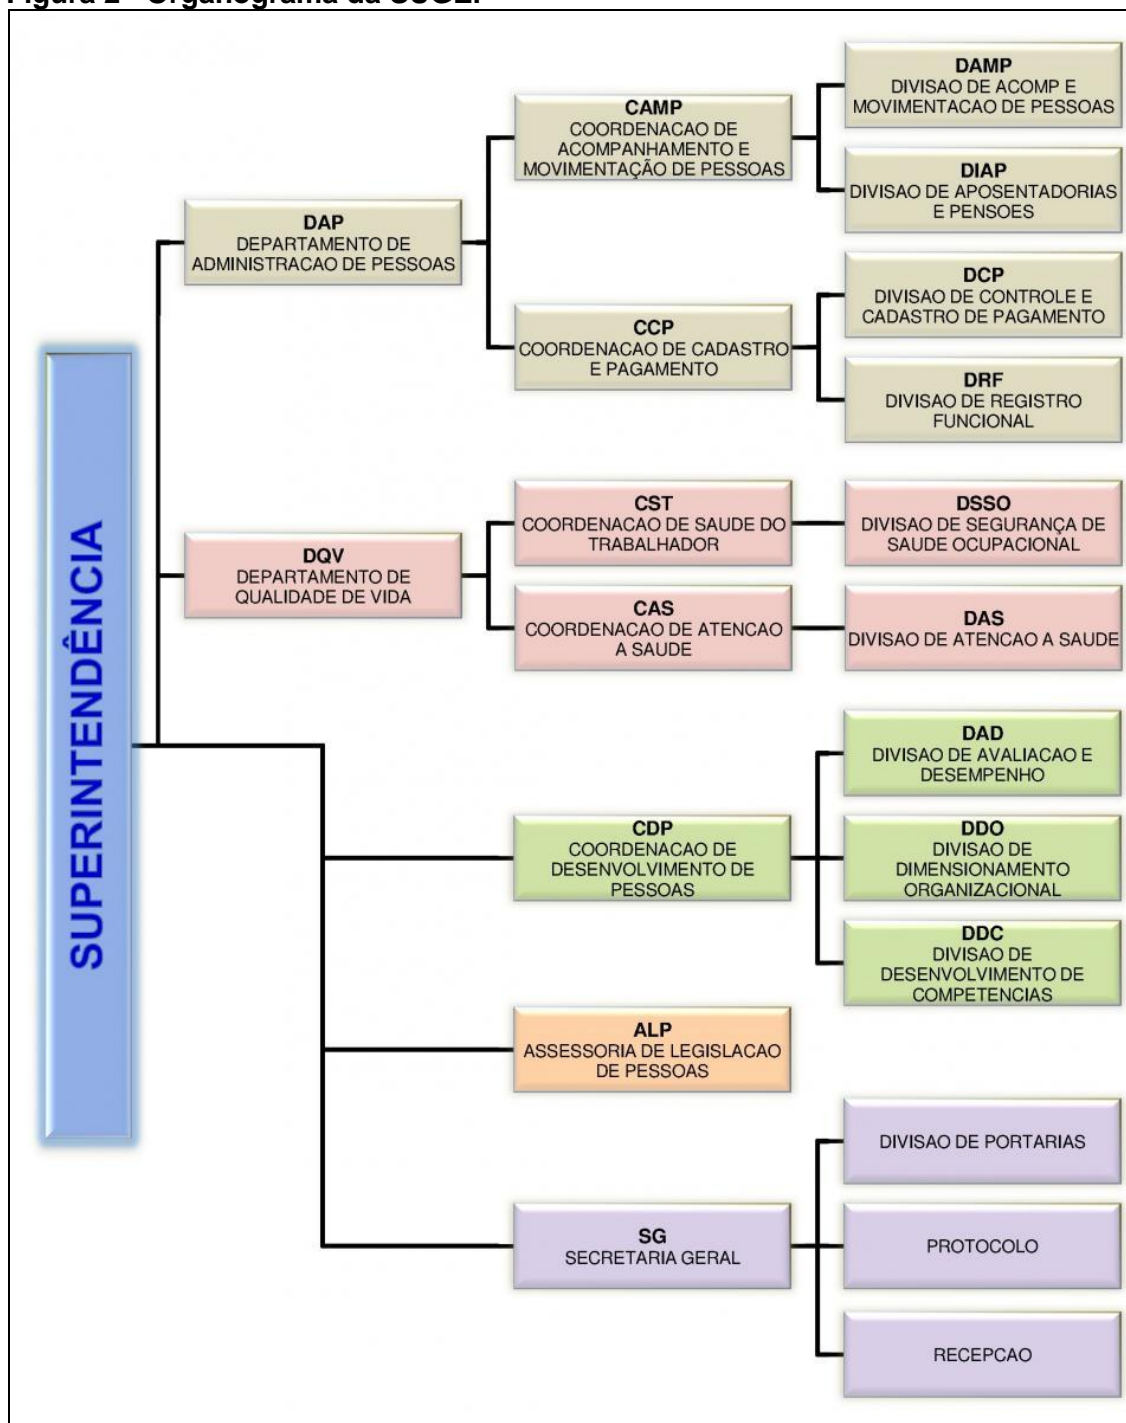 Figura 2 - Organograma da
DAMP
DIVISAO DE ACOMP E
MOVIMENTACAO DE PESSOAS
CAMP
COORDENACAO DE
ACOMPANHAMENTO E
MOVIMENTAÇÃO DE PESSOAS
DIAP
DIVISAO DE APOSENTADORIAS
E PENSOES
DAP
DEPARTAMENTO DE
ADMINISTRACAO DE PESSOAS
DCP
DIVISAO DE CONTROLE E
CADASTRO DE PAGAMENTO
CCP
COORDENACAO DE CADASTRO
E PAGAMENTO
DRF
DIVISAO DE REGISTRO
FUNCIONAL
SUPERINTENDÊNCIA
CST
COORDENACAO DE SAUDE DO
TRABALHADOR
DSSO
DIVISAO DE SEGURANÇA DE
SAUDE OCUPACIONAL
DQV
DEPARTAMENTO DE
QUALIDADE DE VIDA
CAS
COORDENACAO DE ATENCAO
A SAUDE
DAS
DIVISAO DE ATENCAO A SAUDE
DAD
DIVISAO DE AVALIACAO E
DESEMPENHO
CDP
COORDENACAO DE
DESENVOLVIMENTO DE
PESSOAS
DDO
DIVISAO DE
DIMENSIONAMENTO
ORGANIZACIONAL
DDC
DIVISAO DE
DESENVOLVIMENTO DE
COMPETENCIAS
ALP
ASSESSORIA DE LEGISLACAO
DE PESSOAS
DIVISAO DE PORTARIAS
SG
SECRETARIA GERAL
PROTOCOLO
RECEPCAO